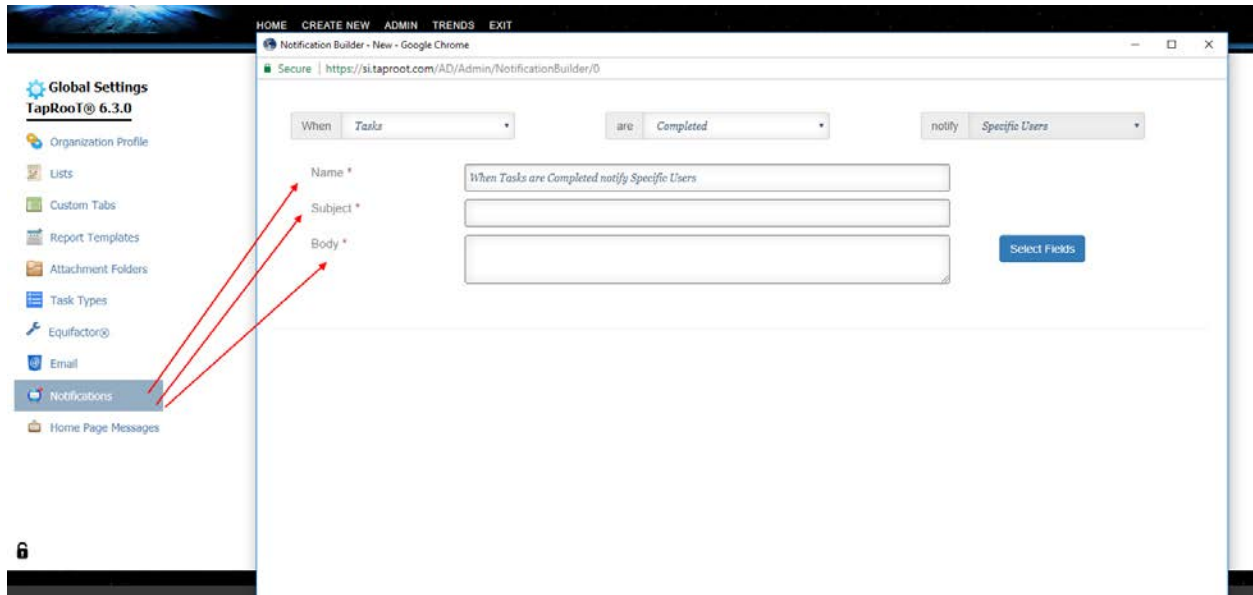 HOME CREATE NEW ADMIN TRENDS EXIT
Notification Builder - New - Google Chrome
Secure | https://si.taproot.com/AD/Admin/NotificationBuilder/0
Global Settings
TapRooT® 6.3.0
Organization Profile
Lists
Custom Tabs
Report Templates
Attachment Folders
Task Types
Equifactor®
Email
Notifications
Home Page Messages
When Tasks are Completed notify Specific Users
Name * When Tasks are Completed notify Specific Users
Subject *
Body * Select Fields